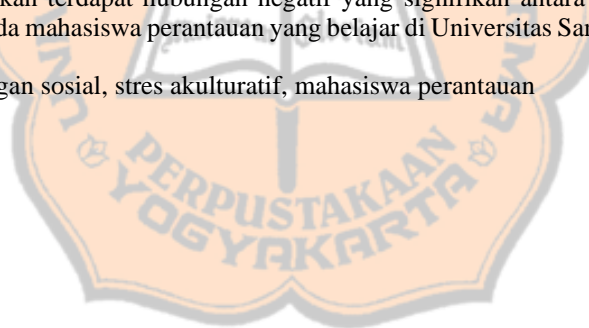 kan terdapat hubungan negatif yang signifikan antara
da mahasiswa perantauan yang belajar di Universitas San
gan sosial, stres akulturatif, mahasiswa perantauan
PERPUSTAKAAN
YOGYAKARTA